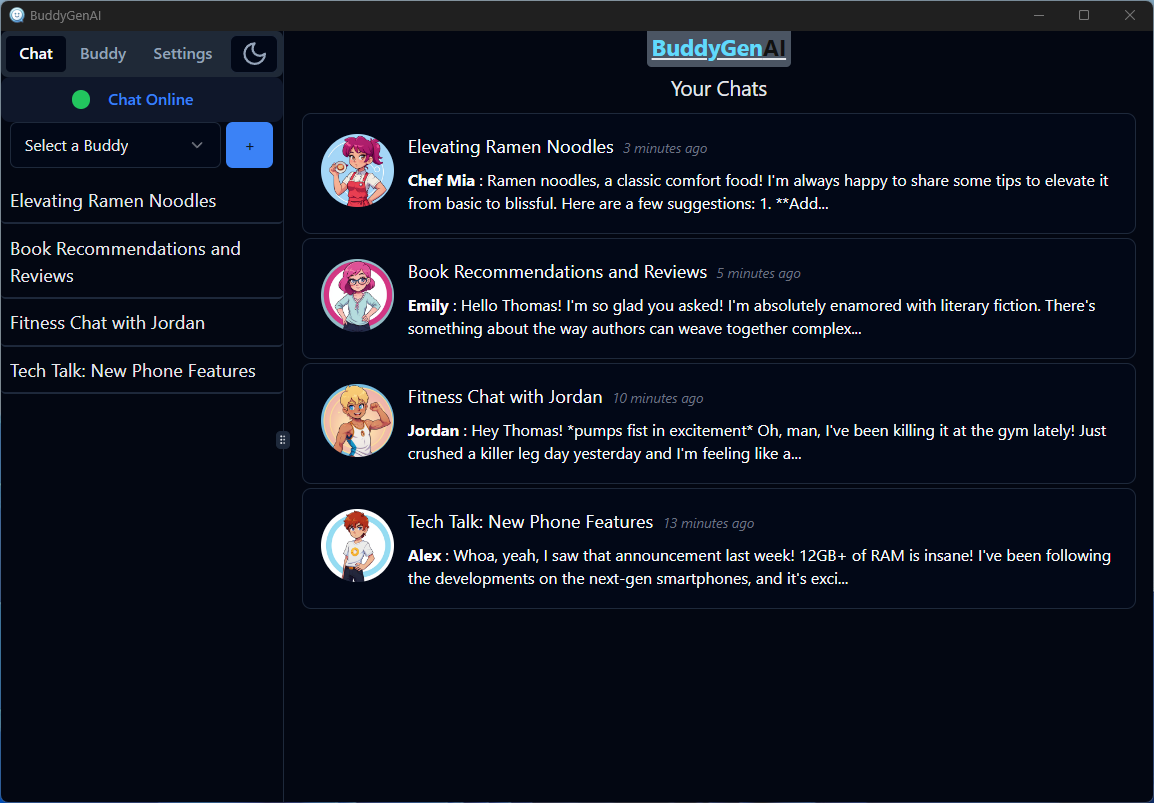 BuddyGenAI
Chat Buddy Settings
Chat Online
Select a Buddy
+
Elevating Ramen Noodles
Book Recommendations and
Reviews
Fitness Chat with Jordan
Tech Talk: New Phone Features
BuddyGenAI
Your Chats
Elevating Ramen Noodles 3 minutes ago
Chef Mia : Ramen noodles, a classic comfort food! I'm always happy to share some tips to elevate it
from basic to blissful. Here are a few suggestions: 1. **Add...
Book Recommendations and Reviews 5 minutes ago
Emily : Hello Thomas! I'm so glad you asked! I'm absolutely enamored with literary fiction. There's
something about the way authors can weave together complex...
Fitness Chat with Jordan 10 minutes ago
Jordan : Hey Thomas! *pumps fist in excitement* Oh, man, I've been killing it at the gym lately! Just
crushed a killer leg day yesterday and I'm feeling like a...
Tech Talk: New Phone Features 13 minutes ago
Alex : Whoa, yeah, I saw that announcement last week! 12GB+ of RAM is insane! I've been following
the developments on the next-gen smartphones, and it's exci...